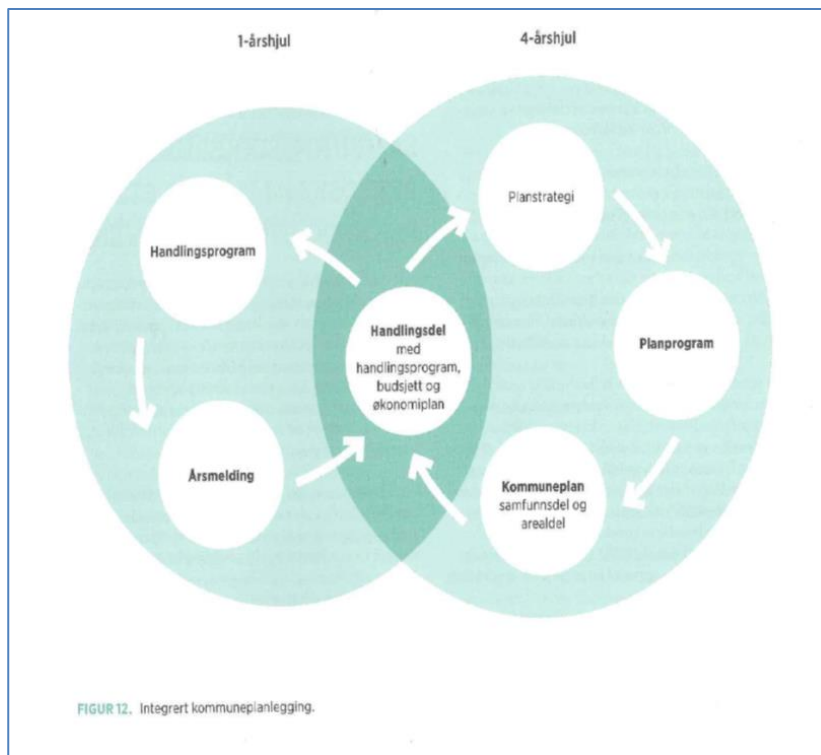 1-årshjul
4-årshjul
Planstrategi
Handlingsprogram
Handlingsdel
med
handlingsprogram,
budsjett og
økonomiplan
Planprogram
Årsmelding
Kommuneplan
samfunnsdel og
arealdel
FIGUR 12. Integrert kommuneplanlegging.